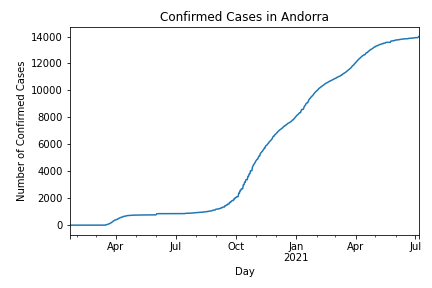 Confirmed Cases in Andorra
Number of Confirmed Cases
14000
12000
10000
8000
6000
4000
2000
0
Apr Jul Oct Jan Apr Jul
2021
Day